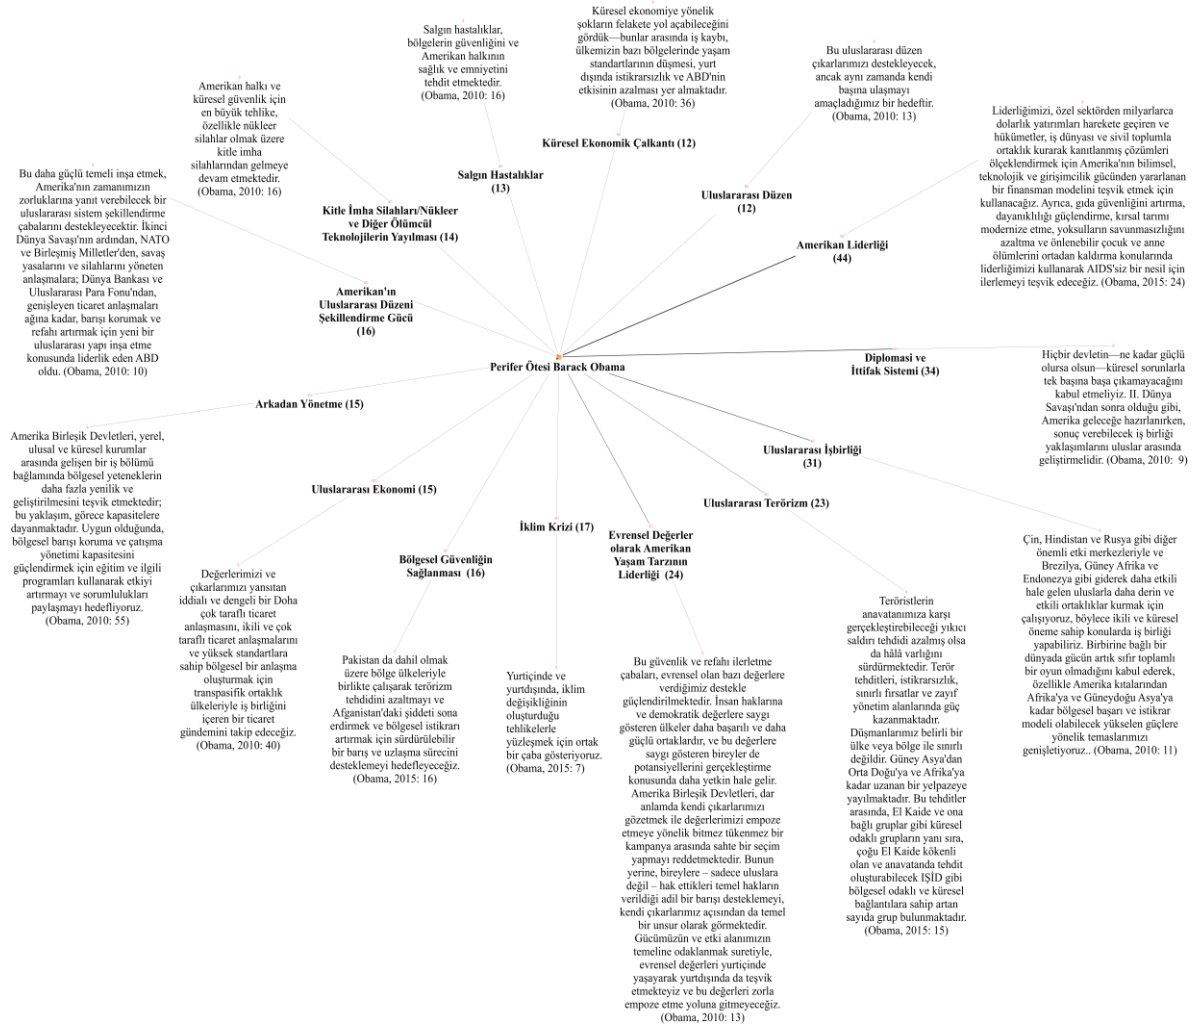 Küresel ekonomiye yönelik
şokların felakete yol açabileceğini
gördük—bunlar arasında iş kaybı,
ülkemizin bazı bölgelerinde yaşam
standartlarının düşmesi, yurt
dışında istikrarsızlık ve ABD'nin
etkisinin azalması yer almaktadır.
(Obama, 2010: 36)
Küresel Ekonomik Çalkantı (12)
Salgın hastalıklar,
bölgelerin güvenliğini ve
Amerikan halkının
sağlık ve emniyetini
tehdit etmektedir.
(Obama, 2010: 16)
Salgın Hastalıklar
(13)
Bu uluslararası düzen
çıkarlarımızı destekleyecek,
ancak aynı zamanda kendi
başına ulaşmayı
amaçladığımız bir hedeftir.
(Obama, 2010: 13)
Uluslararası Düzen
(12)
Amerikan halkı ve
küresel güvenlik için
en büyük tehlike,
özellikle nükleer
silahlar olmak üzere
kitle imha
silahlarından gelmeye
devam etmektedir.
(Obama, 2010: 16)
Kitle İmha Silahları/Nükleer
ve Diğer Ölümcül
Teknolojilerin Yayılması (14)
Liderliğimizi, özel sektörden milyarlarca
dolarlık yatırımları harekete geçiren ve
hükümetler, iş dünyası ve sivil toplumla
ortaklık kurarak kanıtlanmış çözümleri
ölçeklendirmek için Amerika'nın bilimsel,
teknolojik ve girişimcilik gücünden yararlanan
bir finansman modelini teşvik etmek için
kullanacağız. Ayrıca, gıda güvenliğini artırma,
dayanıklılığı güçlendirme, kırsal tarımı
modernize etme, yoksulların savunmasızlığını
azaltma ve önlenebilir çocuk ve anne
ölümlerini ortadan kaldırma konularında
liderliğimizi kullanarak AIDS'siz bir nesil için
ilerlemeyi teşvik edeceğiz. (Obama, 2015: 24)
Amerikan Liderliği
(44)
Bu daha güçlü temeli inşa etmek,
Amerika'nın zamanımızın
zorluklarına yanıt verebilecek bir
uluslararası sistem şekillendirme
çabalarını destekleyecektir. İkinci
Dünya Savaşı'nın ardından, NATO
ve Birleşmiş Milletler'den, savaş
yasalarını ve silahlarını yöneten
anlaşmalara; Dünya Bankası ve
Uluslararası Para Fonu'ndan,
genişleyen ticaret anlaşmaları
ağına kadar, barışı korumak ve
refahı artırmak için yeni bir
uluslararası yapı inşa etme
konusunda liderlik eden ABD
oldu. (Obama, 2010: 10)
Amerikan'ın
Uluslararası Düzeni
Şekillendirme Gücü
(16)
Perifer Ötesi Barack Obama
Diplomasi ve
İttifak Sistemi (34)
Hiçbir devletin—ne kadar güçlü
olursa olsun—küresel sorunlarla
tek başına başa çıkamayacağını
kabul etmeliyiz. II. Dünya
Savaşı'ndan sonra olduğu gibi,
Amerika geleceğe hazırlanırken,
sonuç verebilecek iş birliği
yaklaşımlarını uluslar arasında
geliştirmelidir. (Obama, 2010:  9)
Arkadan Yönetme (15)
Amerika Birleşik Devletleri, yerel,
ulusal ve küresel kurumlar
arasında gelişen bir iş bölümü
bağlamında bölgesel yeteneklerin
daha fazla yenilik ve
geliştirilmesini teşvik etmektedir;
bu yaklaşım, görece kapasitelere
dayanmaktadır. Uygun olduğunda,
bölgesel barışı koruma ve çatışma
yönetimi kapasitesini
güçlendirmek için eğitim ve ilgili
programları kullanarak etkiyi
artırmayı ve sorumlulukları
paylaşmayı hedefliyoruz.
(Obama, 2010: 55)
Uluslararası İşbirliği
(31)
Çin, Hindistan ve Rusya gibi diğer
önemli etki merkezleriyle ve
Brezilya, Güney Afrika ve
Endonezya gibi giderek daha etkili
hale gelen uluslarla daha derin ve
etkili ortaklıklar kurmak için
çalışıyoruz, böylece ikili ve küresel
öneme sahip konularda iş birliği
yapabiliriz. Birbirine bağlı bir
dünyada gücün artık sıfır toplamlı
bir oyun olmadığını kabul ederek,
özellikle Amerika kıtalarından
Afrika'ya ve Güneydoğu Asya'ya
kadar bölgesel başarı ve istikrar
modeli olabilecek yükselen güçlere
yönelik temaslarımızı
genişletiyoruz.. (Obama, 2010: 11)
Uluslararası Ekonomi (15)
Değerlerimizi ve
çıkarlarımızı yansıtan
iddialı ve dengeli bir Doha
çok taraflı ticaret
anlaşmasını, ikili ve çok
taraflı ticaret anlaşmalarını
ve yüksek standartlara
sahip bölgesel bir anlaşma
oluşturmak için
transpasifik ortaklık
ülkeleriyle iş birliğini
içeren bir ticaret
gündemini takip edeceğiz.
(Obama, 2010: 40)
Uluslararası Terörizm (23)
Teröristlerin
anavatanımıza karşı
gerçekleştirebileceği yıkıcı
saldırı tehdidi azalmış olsa
da hâlâ varlığını
sürdürmektedir. Terör
tehditleri, istikrarsızlık,
sınırlı fırsatlar ve zayıf
yönetim alanlarında güç
kazanmaktadır.
Düşmanlarımız belirli bir
ülke veya bölge ile sınırlı
değildir. Güney Asya'dan
Orta Doğu'ya ve Afrika'ya
kadar uzanan bir yelpazeye
yayılmaktadır. Bu tehditler
arasında, El Kaide ve ona
bağlı gruplar gibi küresel
odaklı grupların yanı sıra,
çoğu El Kaide kökenli
olan ve anavatanda tehdit
oluşturabilecek IŞİD gibi
bölgesel odaklı ve küresel
bağlantılara sahip artan
sayıda grup bulunmaktadır.
(Obama, 2015: 15)
Bölgesel Güvenliğin
Sağlanması  (16)
Pakistan da dahil olmak
üzere bölge ülkeleriyle
birlikte çalışarak terörizm
tehdidini azaltmayı ve
Afganistan'daki şiddeti sona
erdirmek ve bölgesel istikrarı
artırmak için sürdürülebilir
bir barış ve uzlaşma sürecini
desteklemeyi hedefleyeceğiz.
(Obama, 2015: 16)
İklim Krizi (17)
Yurtiçinde ve
yurtdışında, iklim
değişikliğinin
oluşturduğu
tehlikelerle
yüzleşmek için ortak
bir çaba gösteriyoruz.
(Obama, 2015: 7)
Evrensel Değerler
olarak Amerikan
Yaşam Tarzının
Liderliği (24)
Bu güvenlik ve refahı ilerletme
çabaları, evrensel olan bazı değerlere
verdiğimiz destekle
güçlendirilmektedir. İnsan haklarına
ve demokratik değerlere saygı
gösteren ülkeler daha başarılı ve daha
güçlü ortaklardır, ve bu değerlere
saygı gösteren bireyler de
potansiyellerini gerçekleştirme
konusunda daha yetkin hale gelir.
Amerika Birleşik Devletleri, dar
anlamda kendi çıkarlarımızı
gözetmek ile değerlerimizi empoze
etmeye yönelik bitmez tükenmez bir
kampanya arasında sahte bir seçim
yapmayı reddetmektedir. Bunun
yerine, bireylere – sadece uluslara
değil – hak ettikleri temel hakların
verildiği adil bir barışı desteklemeyi,
kendi çıkarlarımız açısından da temel
bir unsur olarak görmektedir.
Gücümüzün ve etki alanımızın
temeline odaklanmak suretiyle,
evrensel değerleri yurtiçinde
yaşayarak yurtdışında da teşvik
etmekteyiz ve bu değerleri zorla
empoze etme yoluna gitmeyeceğiz.
(Obama, 2010: 13)